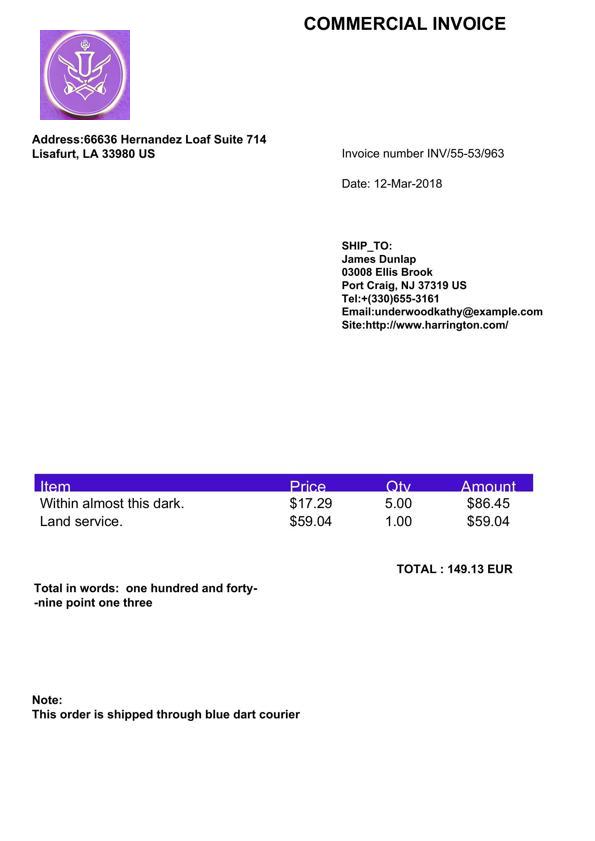 COMMERCIAL INVOICE
U
Address:66636 Hernandez Loaf Suite 714
Lisafurt, LA 33980 US
Invoice number INV/55-53/963
Date: 12-Mar-2018
SHIP_TO:
James Dunlap
03008 Ellis Brook
Port Craig, NJ 37319 US
Tel:+(330)655-3161
Email:underwoodkathy@example.com
Site:http://www.harrington.com/
Item Price Qty Amount
Within almost this dark. $17.29 5.00 $86.45
Land service. $59.04 1.00 $59.04
TOTAL : 149.13 EUR
Total in words:  one hundred and forty-
-nine point one three
Note:
This order is shipped through blue dart courier